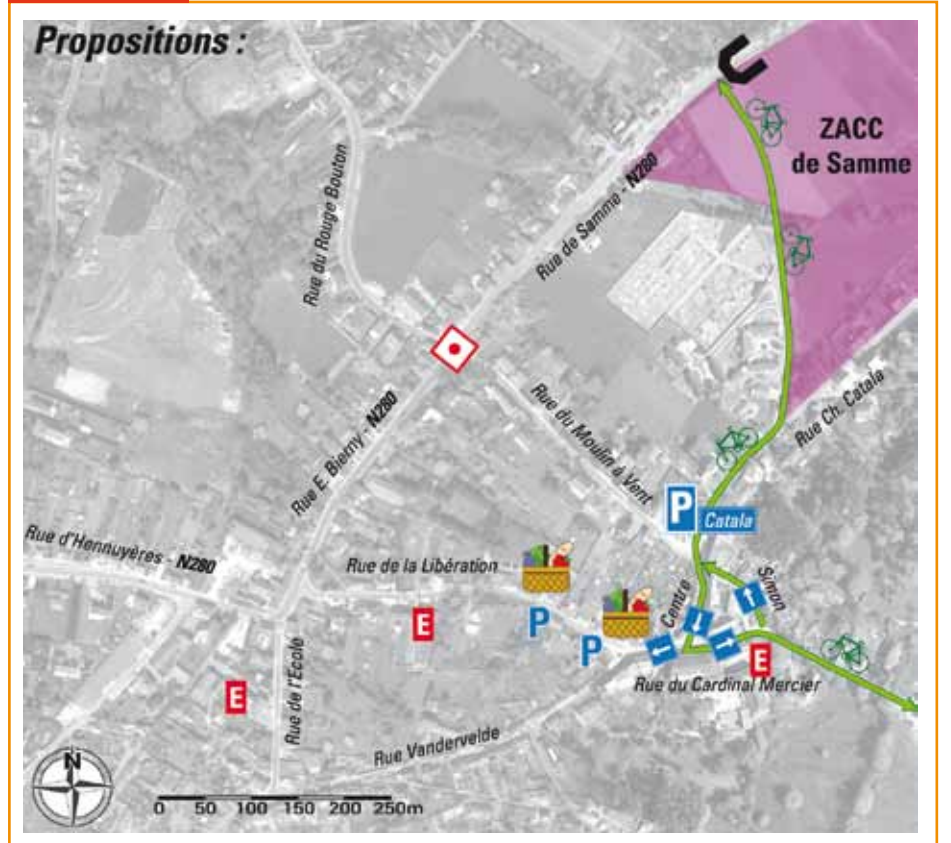 Propositions :
ZACC
de Samme
Rue du Rouge Bouton
Rue de Samme - N280
Rue Ch. Catala
Rue du Moulin à Vent
Rue E. Bierny - N280
P Catala
Rue d'Hennuyères - N280
Rue de la Libération
Simon
Centre
E
P
P
E
E
Rue du Cardinal Mercier
Rue de l'Ecole
Rue Vandervelde
N
0 50 100 150 200 250m